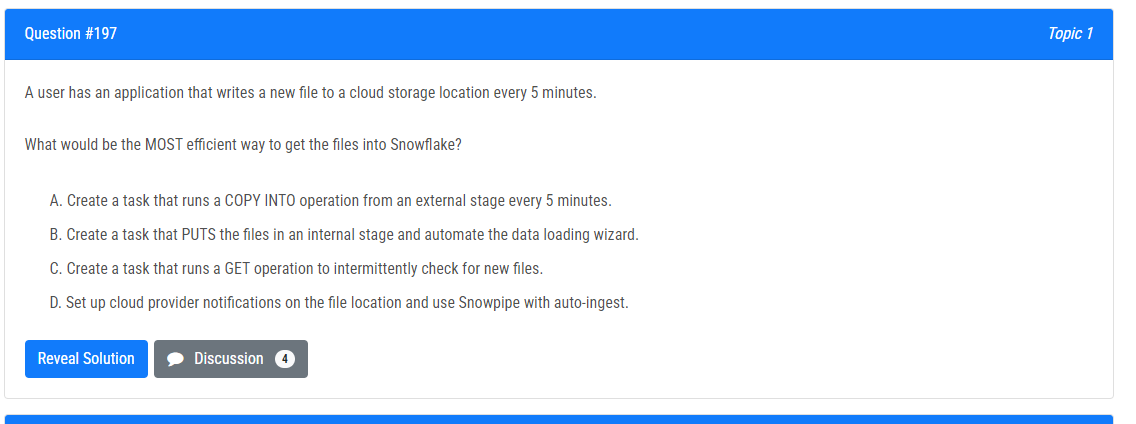 Question #197
Topic 1
A user has an application that writes a new file to a cloud storage location every 5 minutes.
What would be the MOST efficient way to get the files into Snowflake?
A. Create a task that runs a COPY INTO operation from an external stage every 5 minutes.
B. Create a task that PUTS the files in an internal stage and automate the data loading wizard.
C. Create a task that runs a GET operation to intermittently check for new files.
D. Set up cloud provider notifications on the file location and use Snowpipe with auto-ingest.
Reveal Solution
Discussion 4